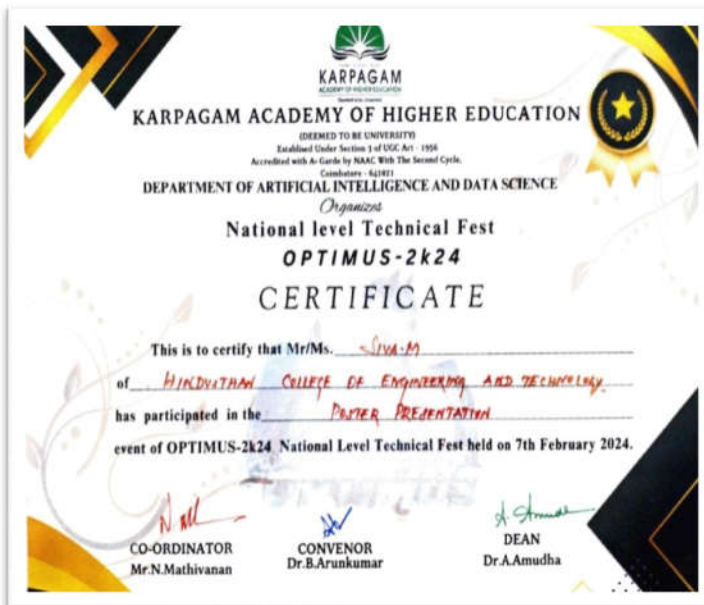 KARPAGAM
ACADEMY OF HIGHER EDUCATION
KARPAGAM ACADEMY OF HIGHER EDUCATION
(DEEMED TO BE UNIVERSITY)
Established Under Section 3 of UGC Act - 1956
Accredited with A+ Garde by NAAC With The Second Cycle,
Coimbatore - 641021
DEPARTMENT OF ARTIFICIAL INTELLIGENCE AND DATA SCIENCE
Organizes
National level Technical Fest
OPTIMUS-2k24
CERTIFICATE
This is to certify that Mr/Ms. SIVA.M
of HINDUSTHAN COLLEGE OF ENGINEERING AND TECHNOLOGY.
has participated in the POSTER PRESENTATION
event of OPTIMUS-2k24 National Level Technical Fest held on 7th February 2024.
A. Amudha
CO-ORDINATOR CONVENOR DEAN
Mr.N.Mathivanan Dr.B.Arunkumar Dr.A.Amudha